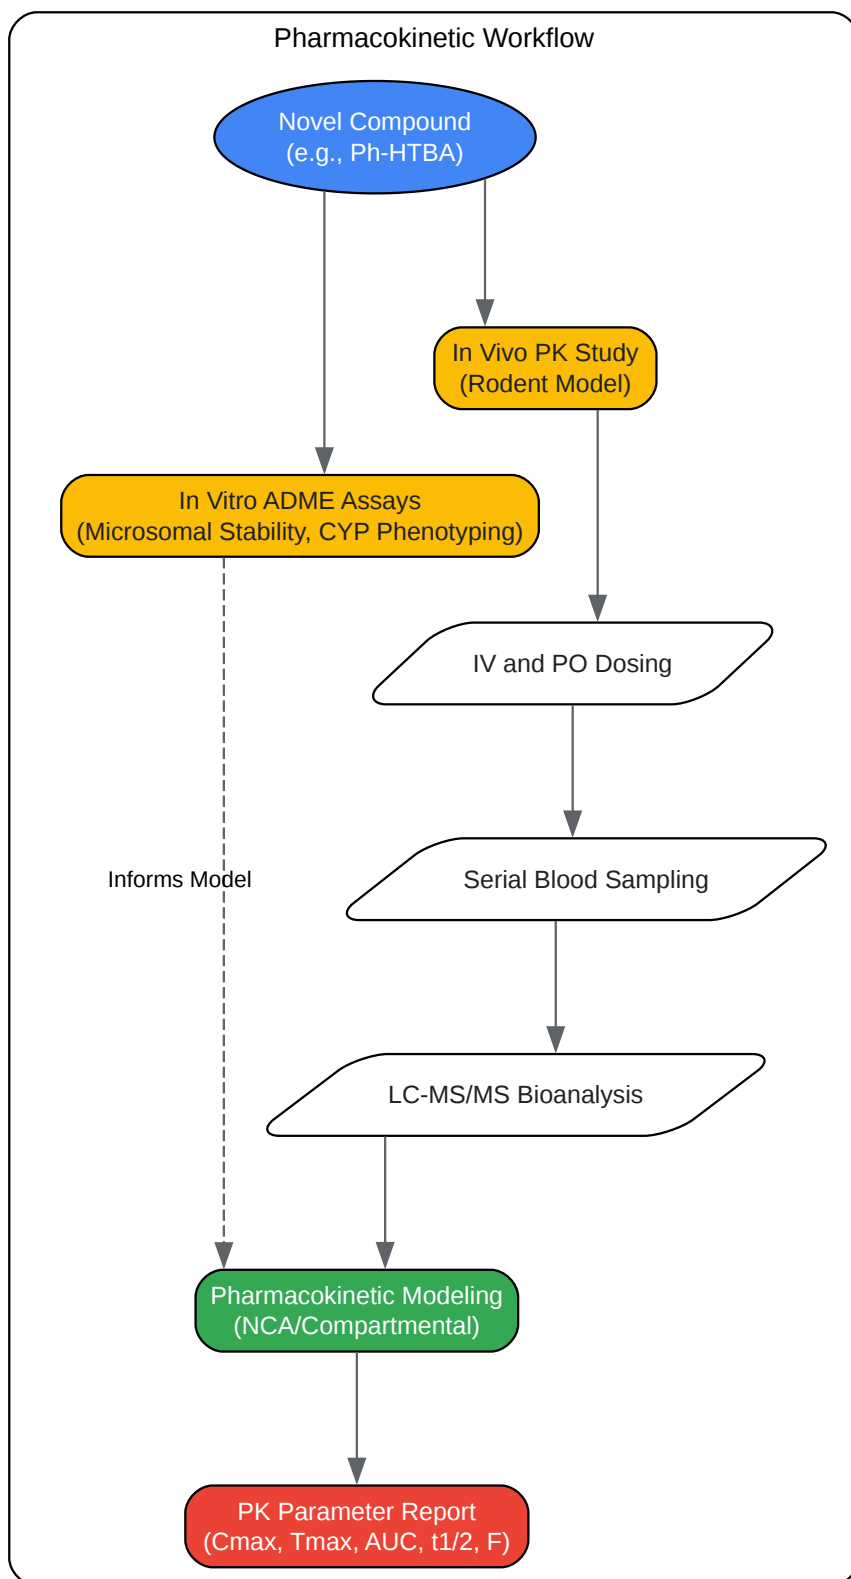 Pharmacokinetic Workflow
Novel Compound
(e.g., Ph-HTBA)
In Vivo PK Study
(Rodent Model)
In Vitro ADME Assays
(Microsomal Stability, CYP Phenotyping)
IV and PO Dosing
Informs Model
Serial Blood Sampling
LC-MS/MS Bioanalysis
Pharmacokinetic Modeling
(NCA/Compartmental)
PK Parameter Report
(Cmax, Tmax, AUC, t1/2, F)